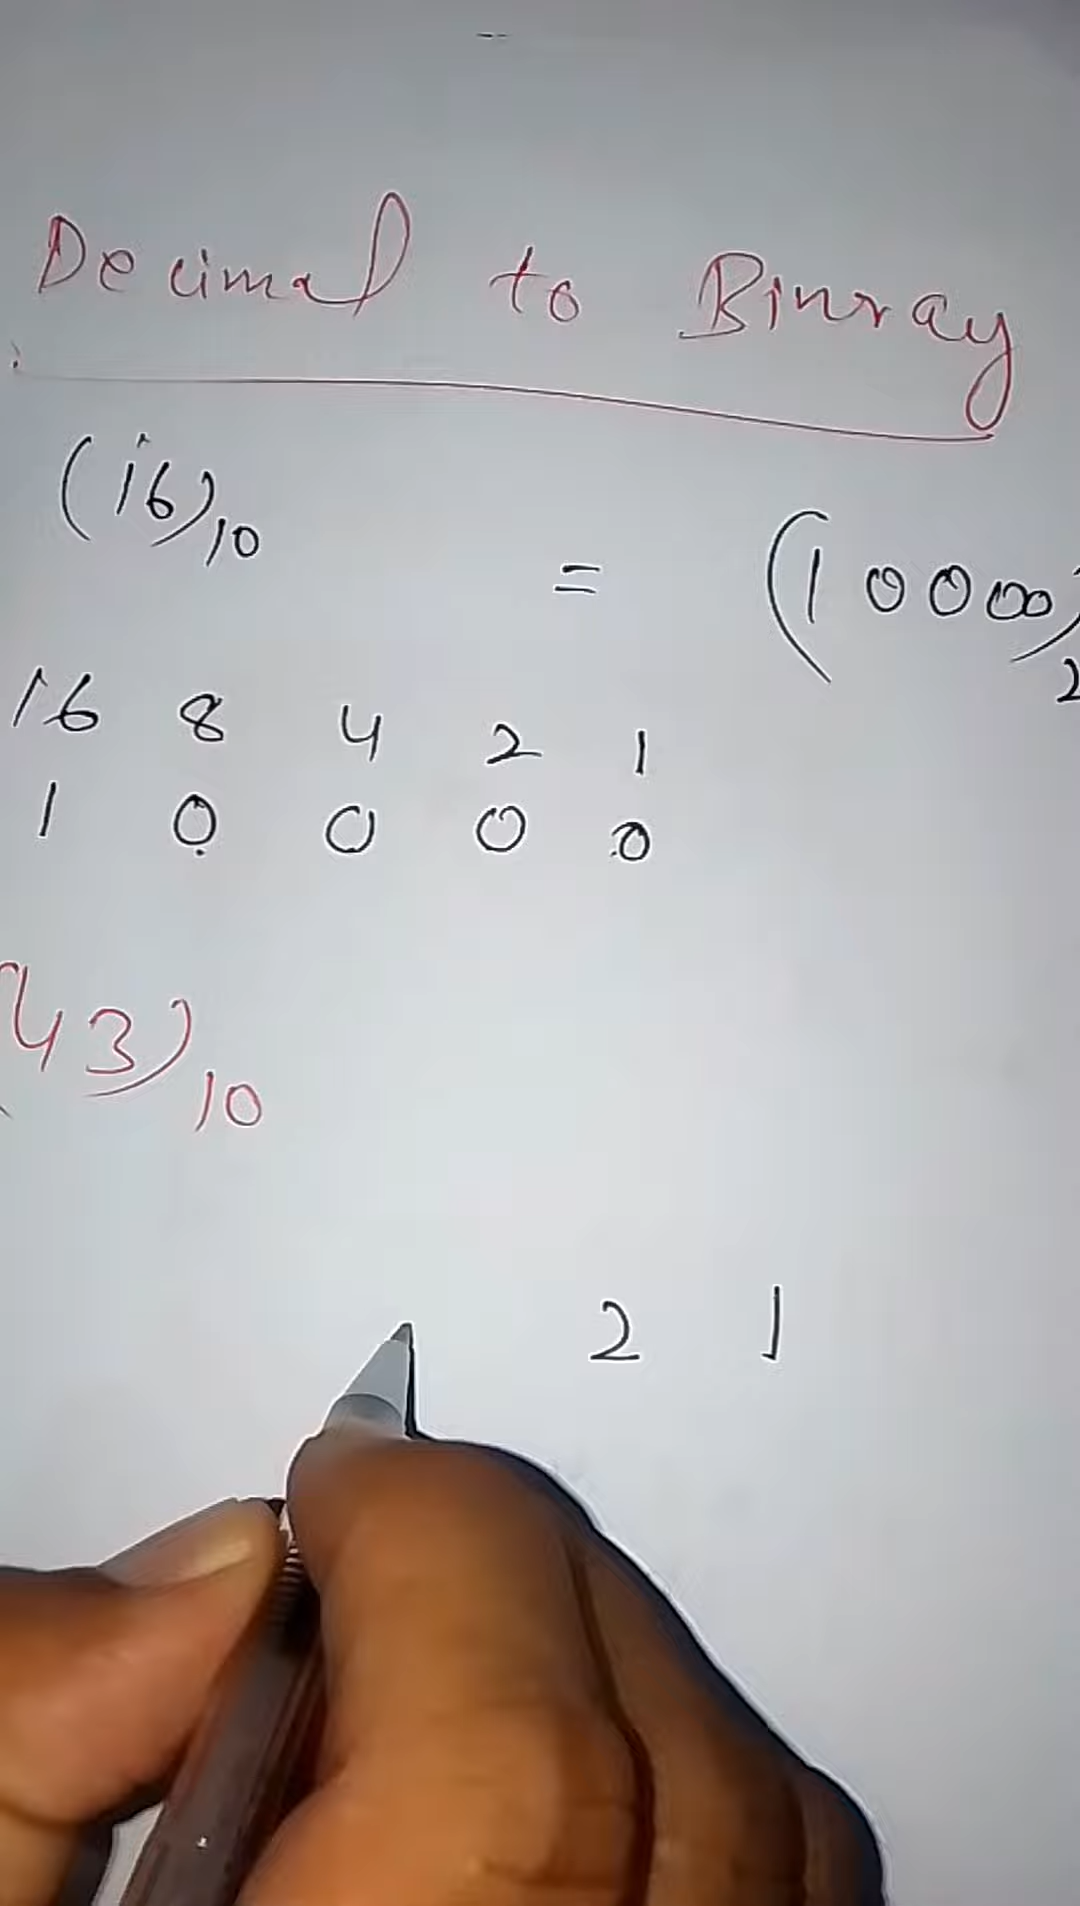 Decimal to Binray
(16)10 = (10000)2
16 8 4 2 1
1 0 0 0 0
(43)10
2 1